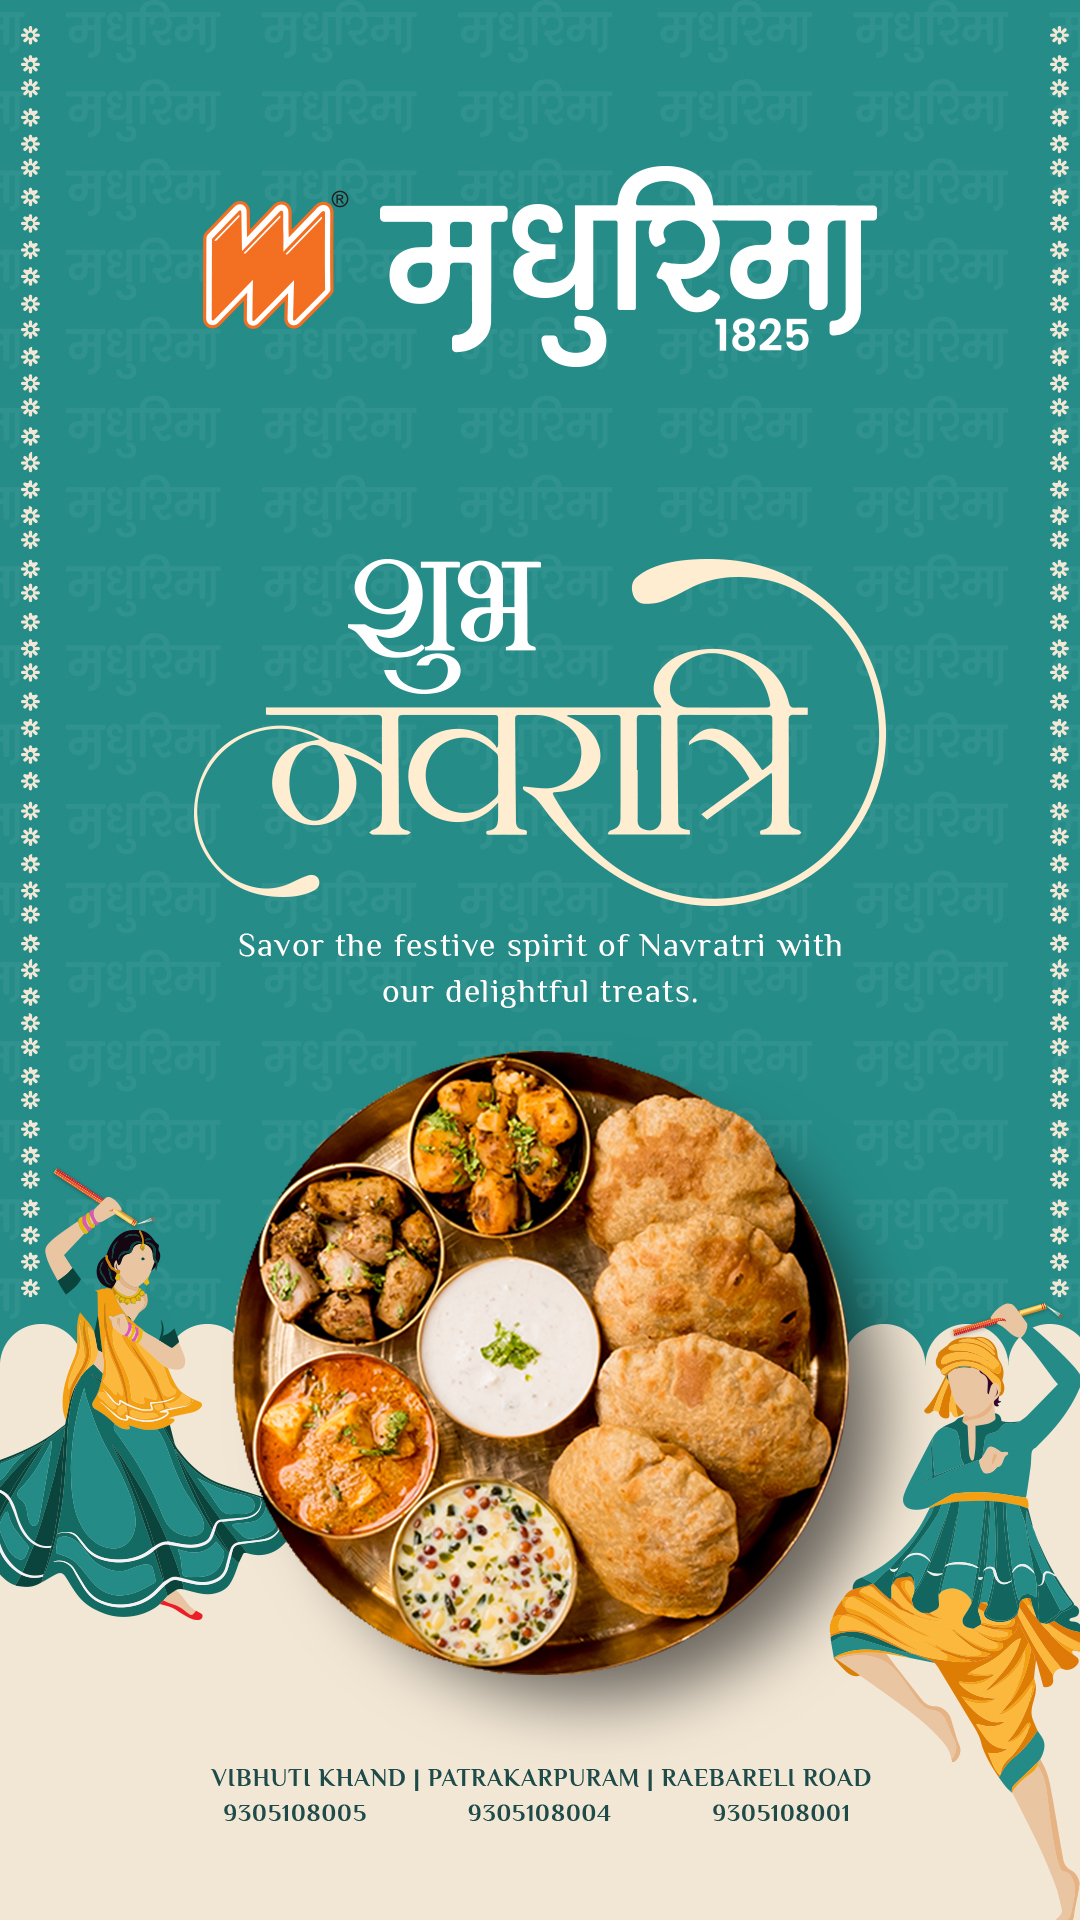 ® मधुरिमा
1825
शुभ
नवरात्रि
Savor the festive spirit of Navratri with
our delightful treats.
VIBHUTI KHAND | PATRAKARPURAM | RAEBARELI ROAD
9305108005 9305108004 9305108001